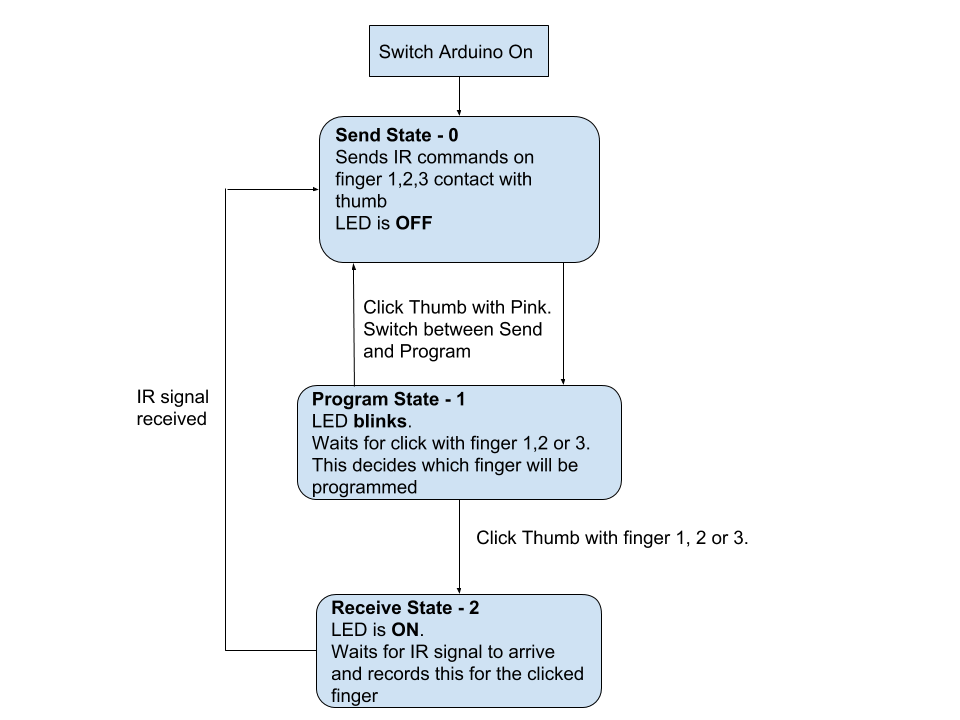 Switch Arduino On
Send State - 0
Sends IR commands on
finger 1,2,3 contact with
thumb
LED is OFF
Click Thumb with Pink.
Switch between Send
and Program
IR signal
received
Program State - 1
LED blinks.
Waits for click with finger 1,2 or 3.
This decides which finger will be
programmed
Click Thumb with finger 1, 2 or 3.
Receive State - 2
LED is ON.
Waits for IR signal to arrive
and records this for the clicked
finger